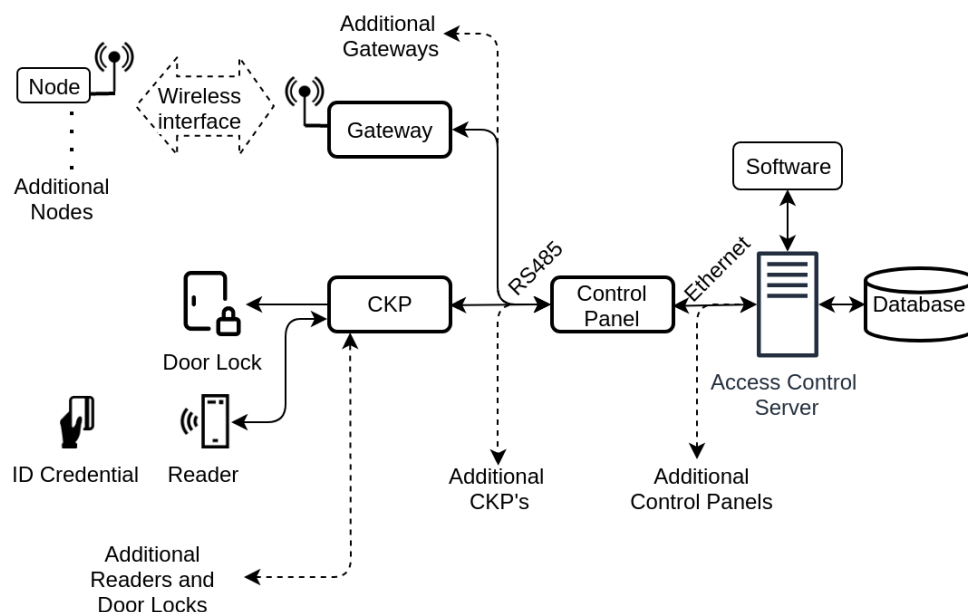 Additional
Gateways
Node
Wireless
interface
Gateway
Additional
Nodes
Software
RS485
Ethernet
CKP
Control
Panel
Database
Door Lock
Access Control
Server
ID Credential
Reader
Additional
CKP's
Additional
Control Panels
Additional
Readers and
Door Locks